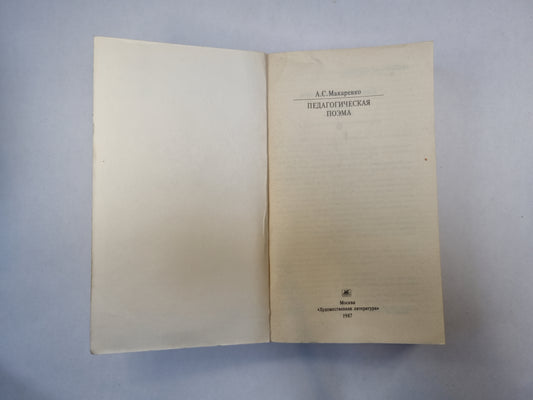 А.С.Макаренко
ПЕДАГОГИЧЕСКАЯ
ПОЭМА
Москва
«Художественная литература»
1987